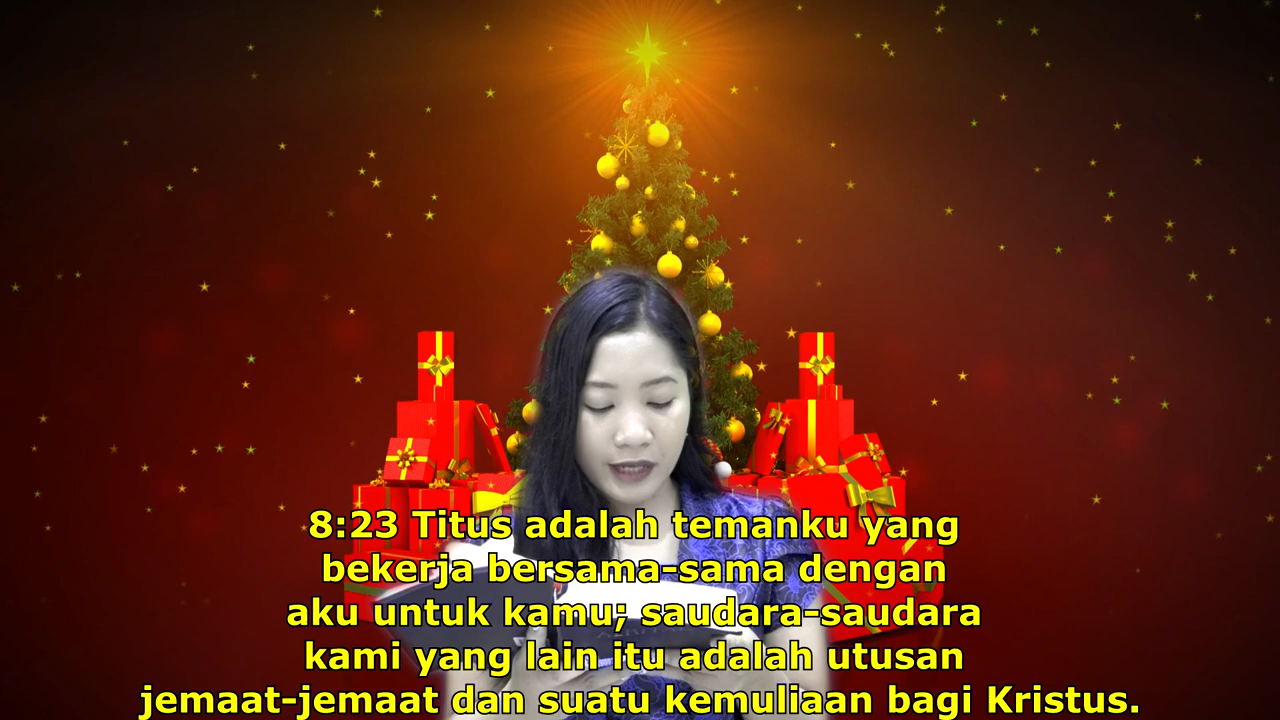 8:23 Titus adalah temanku yang
bekerja bersama-sama dengan
aku untuk kamu; saudara-saudara
kami yang lain itu adalah utusan
jemaat-jemaat dan suatu kemuliaan bagi Kristus.